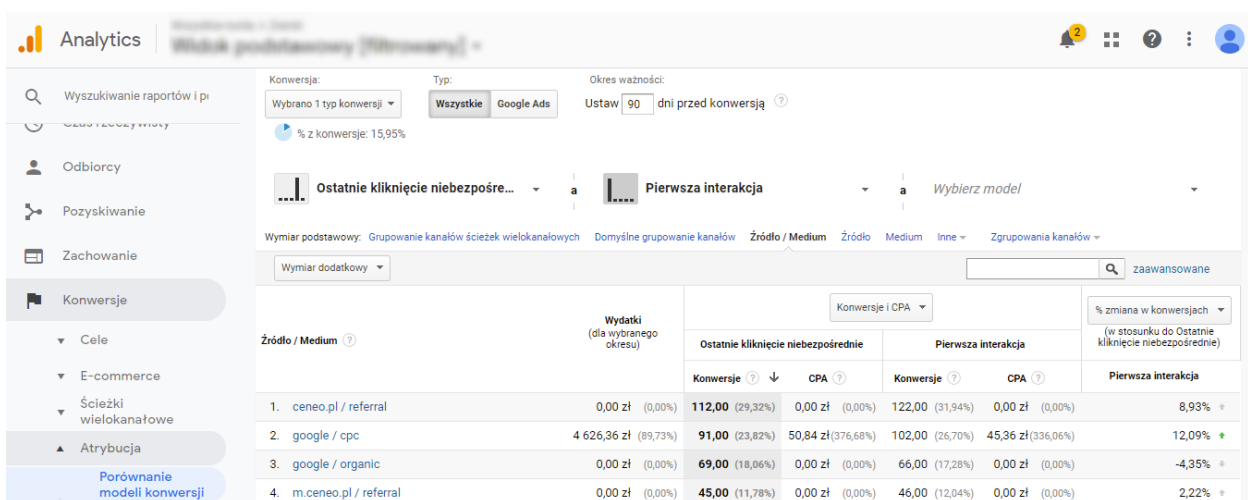 Analytics
2
Wyszukiwanie raportów i po
Czas rzeczywisty
Odbiorcy
Pozyskiwanie
Zachowanie
Konwersje
Cele
E-commerce
Ścieżki
wielokanałowe
Atrybucja
Porównanie
modeli konwersji
Konwersja: Typ: Okres ważności:
Wybrano 1 typ konwersji Wszystkie Google Ads Ustaw 90 dni przed konwersją
% z konwersje: 15,95%
Ostatnie kliknięcie niebezpośre... a Pierwsza interakcja a Wybierz model
Wymiar podstawowy: Grupowanie kanałów ścieżek wielokanałowych Domyślne grupowanie kanałów Źródło / Medium Źródło Medium Inne Zgrupowania kanałów
Wymiar dodatkowy zaawansowane
Konwersje i CPA % zmiana w konwersjach
Źródło / Medium Wydatki
(dla wybranego
okresu)
(w stosunku do Ostatnie
kliknięcie niebezpośrednie)
Ostatnie kliknięcie niebezpośrednie Pierwsza interakcja
Konwersje CPA Konwersje CPA Pierwsza interakcja
1. ceneo.pl / referral 0,00 zł (0,00%) 112,00 (29,32%) 0,00 zł (0,00%) 122,00 (31,94%) 0,00 zł (0,00%) 8,93%
2. google / cpc 4 626,36 zł (89,73%) 91,00 (23,82%) 50,84 zł (376,68%) 102,00 (26,70%) 45,36 zł (336,06%) 12,09%
3. google / organic 0,00 zł (0,00%) 69,00 (18,06%) 0,00 zł (0,00%) 66,00 (17,28%) 0,00 zł (0,00%) -4,35%
4. m.ceneo.pl / referral 0,00 zł (0,00%) 45,00 (11,78%) 0,00 zł (0,00%) 46,00 (12,04%) 0,00 zł (0,00%) 2,22%